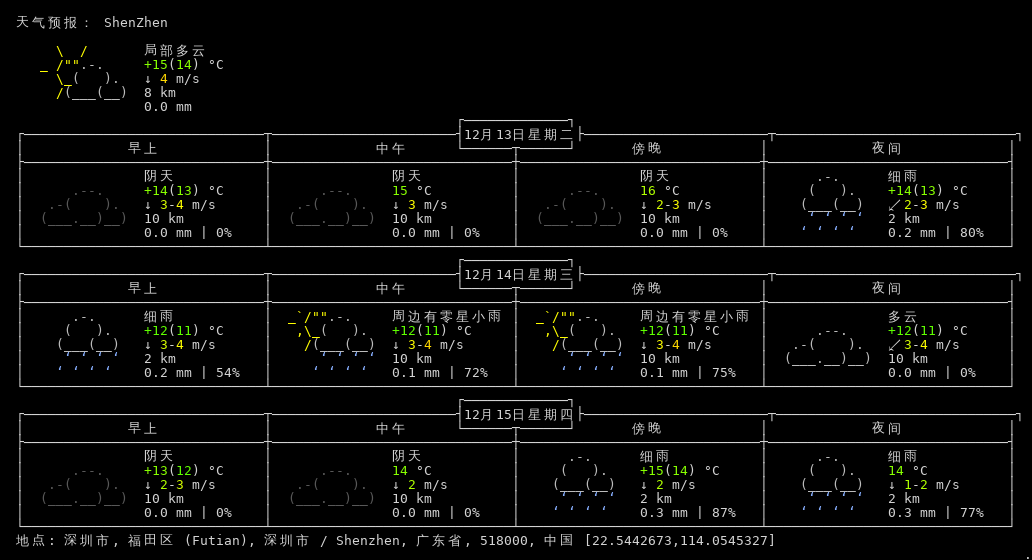 天气预报： ShenZhen
局部多云
+15(14) °C
↓ 4 m/s
8 km
0.0 mm
12月13日星期二
早上 中午 傍晚 夜间
阴天 阴天 阴天 细雨
+14(13) °C 15 °C 16 °C +14(13) °C
↓ 3-4 m/s ↓ 3 m/s ↓ 2-3 m/s ↙ 2-3 m/s
10 km 10 km 10 km 2 km
0.0 mm | 0% 0.0 mm | 0% 0.0 mm | 0% 0.2 mm | 80%
12月14日星期三
早上 中午 傍晚 夜间
细雨 周边有零星小雨 周边有零星小雨 多云
+12(11) °C +12(11) °C +12(11) °C +12(11) °C
↓ 3-4 m/s ↓ 3-4 m/s ↓ 3-4 m/s ↙ 3-4 m/s
2 km 10 km 10 km 10 km
0.2 mm | 54% 0.1 mm | 72% 0.1 mm | 75% 0.0 mm | 0%
12月15日星期四
早上 中午 傍晚 夜间
阴天 阴天 细雨 细雨
+13(12) °C 14 °C +15(14) °C 14 °C
↓ 2-3 m/s ↓ 2 m/s ↓ 2 m/s ↓ 1-2 m/s
10 km 10 km 2 km 2 km
0.0 mm | 0% 0.0 mm | 0% 0.3 mm | 87% 0.3 mm | 77%
地点: 深圳市, 福田区 (Futian), 深圳市 / Shenzhen, 广东省, 518000, 中国 [22.5442673,114.0545327]